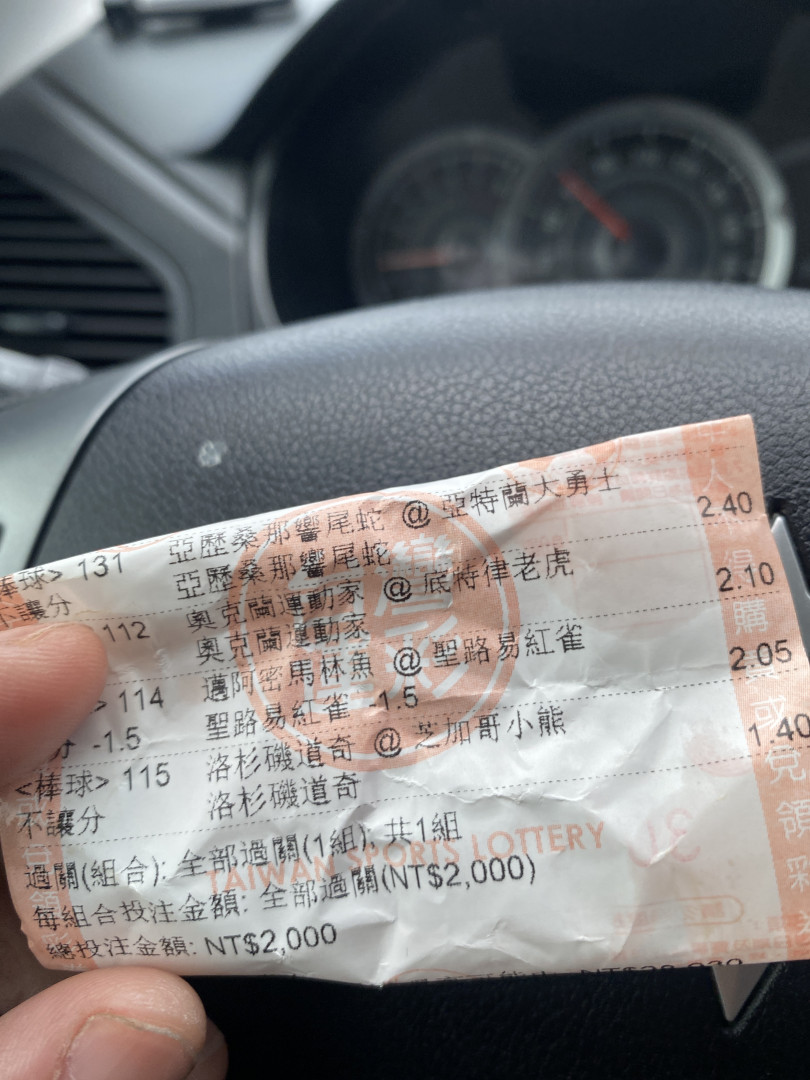 棒球> 131 亞歷桑那響尾蛇 @ 亞特蘭大勇士
不讓分 亞歷桑那響尾蛇 2.40
112 奧克蘭運動家 @ 底特律老虎
奧克蘭運動家 2.10
> 114 邁阿密馬林魚 @ 聖路易紅雀
分 -1.5 聖路易紅雀 -1.5 2.05
<棒球> 115 洛杉磯道奇 @ 芝加哥小熊
不讓分 洛杉磯道奇 1.40
過關(組合): 全部過關(1組), 共1組
TAIWAN SPORTS LOTTERY
每組合投注金額: 全部過關(NT$2,000)
總投注金額: NT$2,000